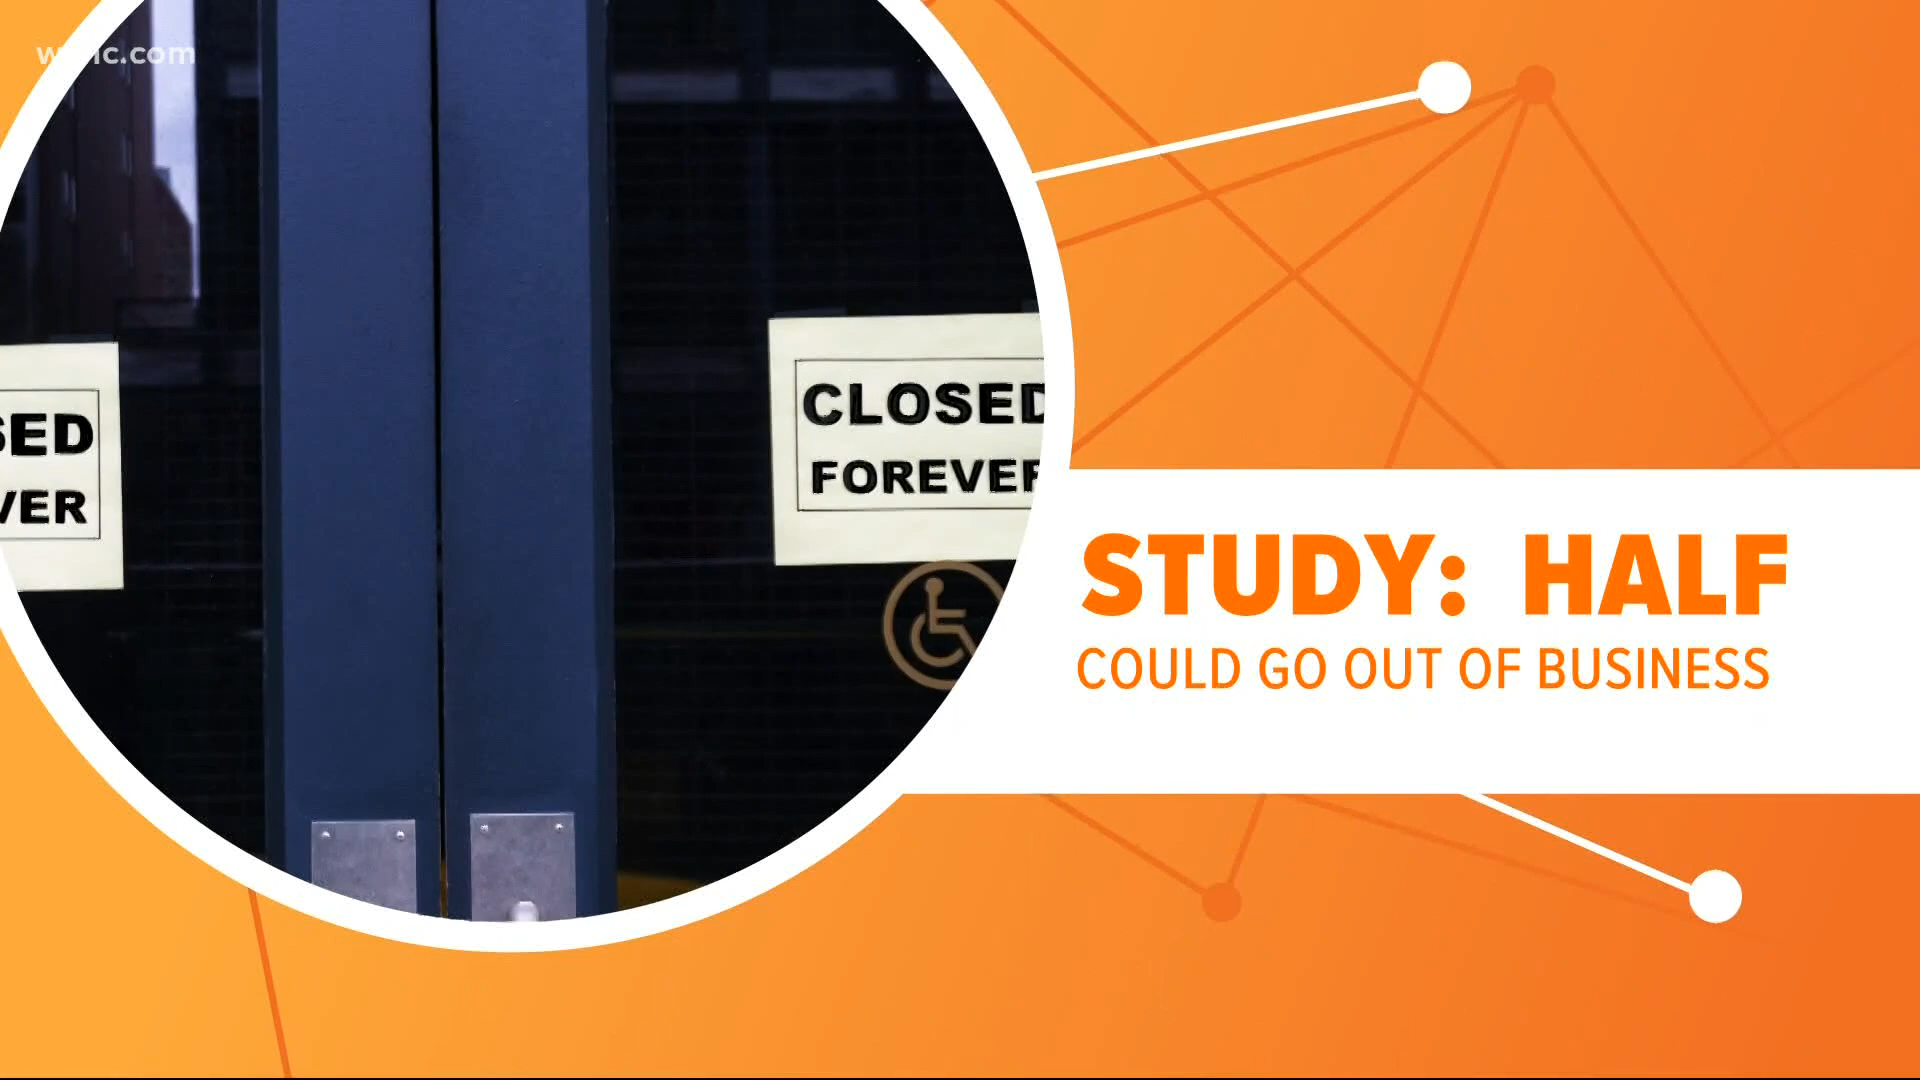 SED
VER
CLOSED
FOREVER
STUDY: HALF
COULD GO OUT OF BUSINESS